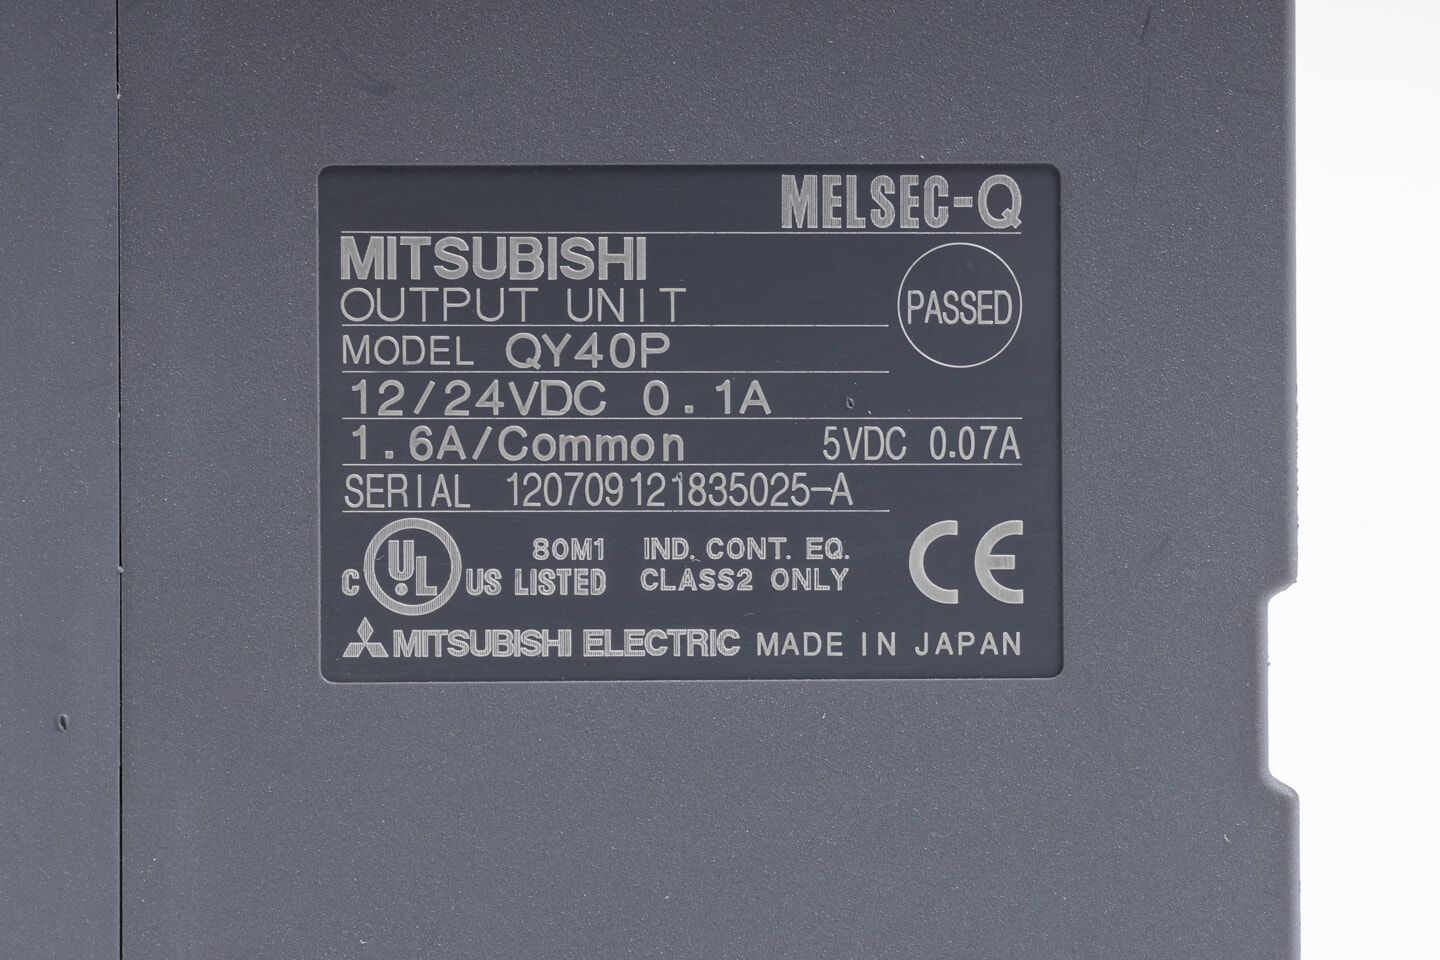 MELSEC-Q
MITSUBISHI
OUTPUT UNIT
PASSED
MODEL QY40P
12/24VDC 0.1A
1.6A/Common 5VDC 0.07A
SERIAL 120709121835025-A
C UL US LISTED 80M1 IND. CONT. EQ.
CLASS2 ONLY
CE
MITSUBISHI ELECTRIC MADE IN JAPAN